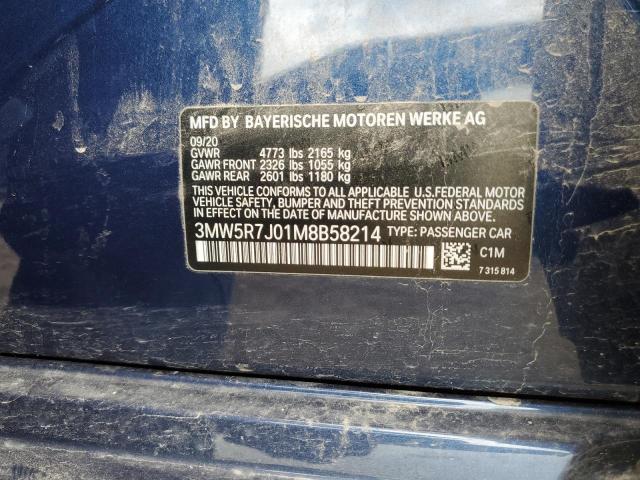 MFD BY BAYERISCHE MOTOREN WERKE AG
09/20
GVWR 4773 lbs 2165 kg
GAWR FRONT 2326 lbs 1055 kg
GAWR REAR 2601 lbs 1180 kg
THIS VEHICLE CONFORMS TO ALL APPLICABLE U.S.FEDERAL MOTOR
VEHICLE SAFETY, BUMPER AND THEFT PREVENTION STANDARDS
IN EFFECT ON THE DATE OF MANUFACTURE SHOWN ABOVE.
3MW5R7J01M8B58214 TYPE: PASSENGER CAR
C1M
7 315 814